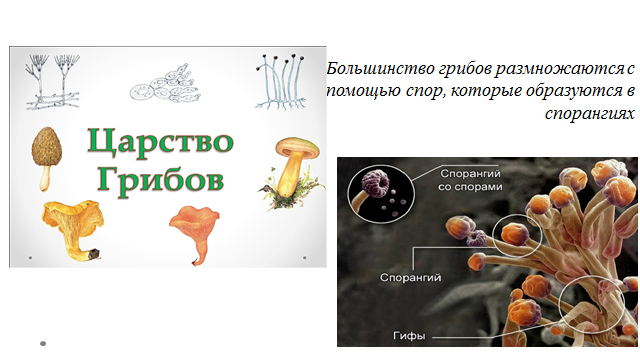 Царство
Грибов
Большинство грибов размножаются с
помощью спор, которые образуются в
спорангиях
Спорангий
со спорами
Спорангий
Гифы